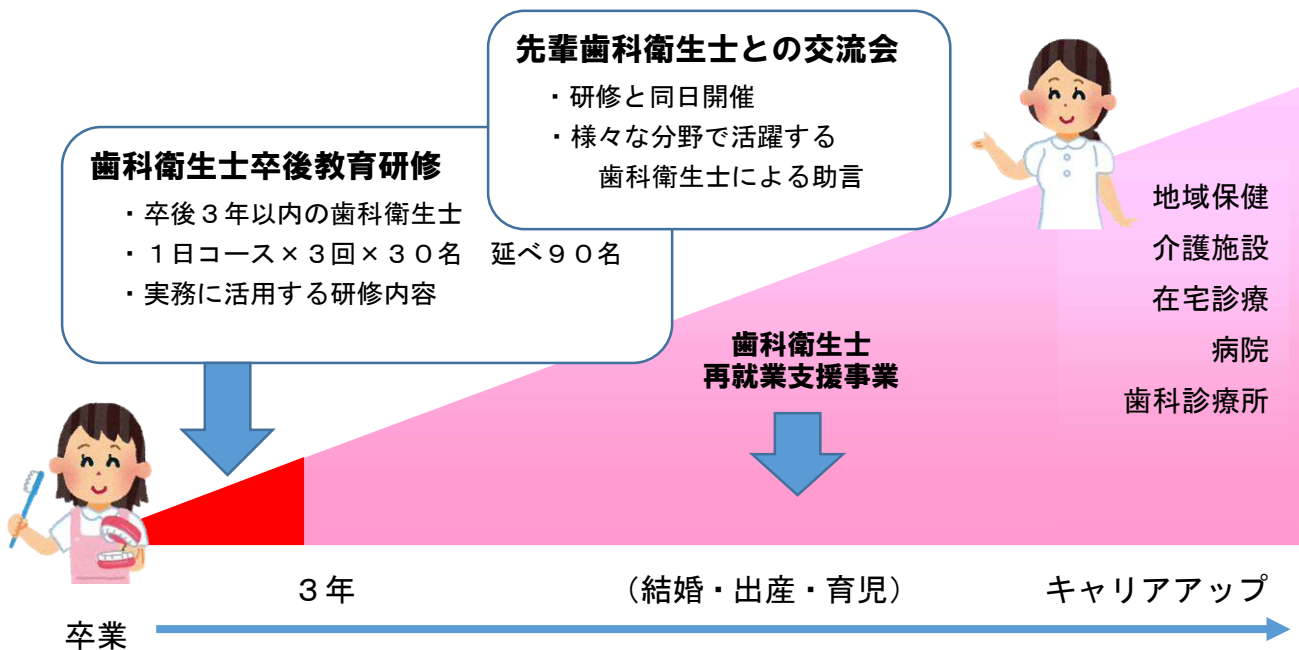 先輩歯科衛生士との交流会
・研修と同日開催
・様々な分野で活躍する
歯科衛生士による助言
歯科衛生士卒後教育研修
・卒後３年以内の歯科衛生士
・１日コース×３回×３０名　延べ９０名
・実務に活用する研修内容
歯科衛生士
再就業支援事業
地域保健
介護施設
在宅診療
病院
歯科診療所
３年
（結婚・出産・育児）
キャリアアップ
卒業